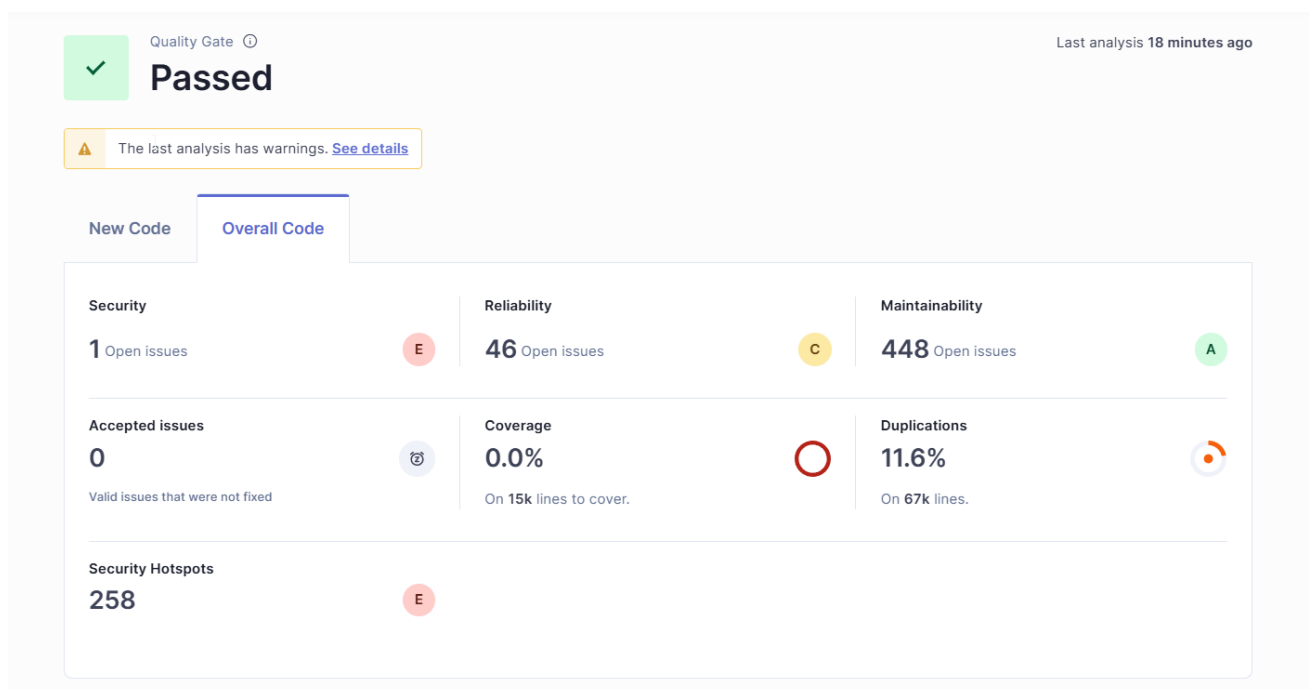 Quality Gate
Last analysis 18 minutes ago
Passed
The last analysis has warnings. See details
New Code
Overall Code
Security
Reliability
Maintainability
1 Open issues
E
46 Open issues
C
448 Open issues
A
Accepted issues
Coverage
Duplications
0
0.0%
11.6%
Valid issues that were not fixed
On 15k lines to cover.
On 67k lines.
Security Hotspots
258
E